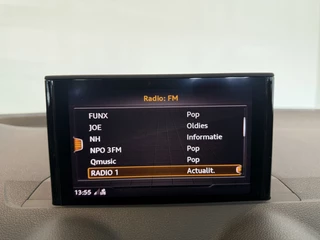 Radio: FM
FUNX Pop
JOE Oldies
NH Informatie
NPO 3FM Pop
Qmusic Pop
RADIO 1 Actualit.
13:55